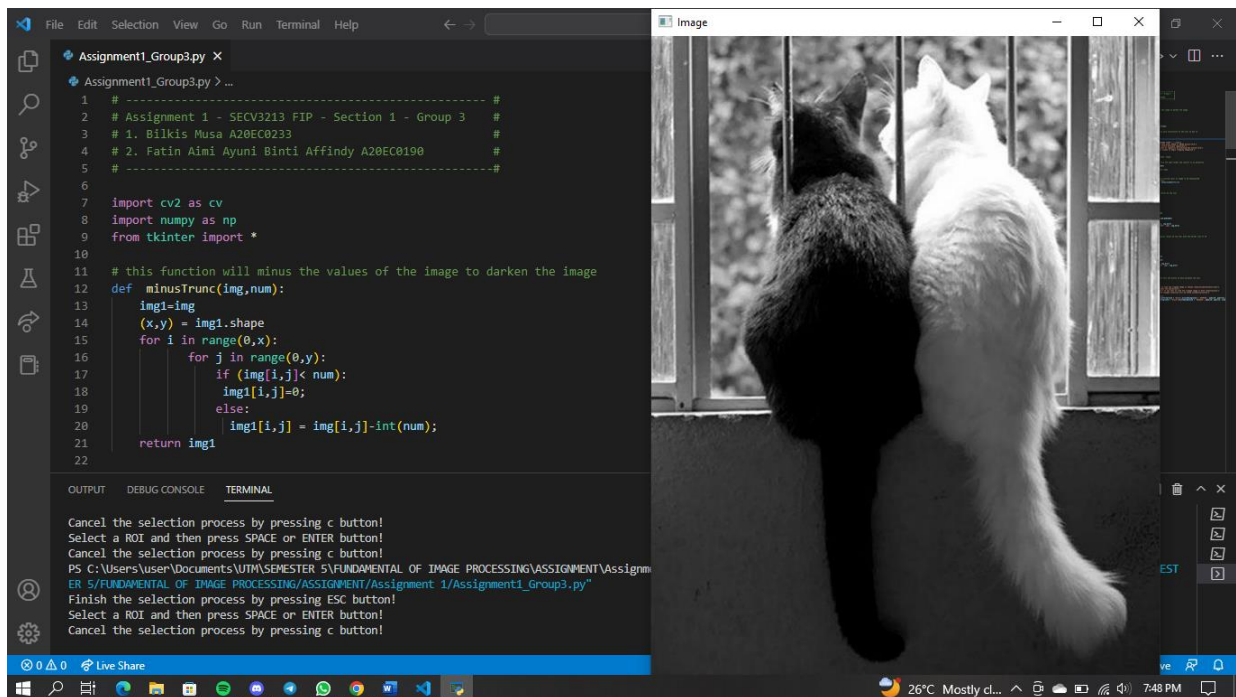 File Edit Selection View Go Run Terminal Help
Image
Assignment1_Group3.py
Assignment1_Group3.py > ...
1 # --------------------------------------------------- #
2 # Assignment 1 - SECV3213 FIP - Section 1 - Group 3 #
3 # 1. Bilkis Musa A20EC0233 #
4 # 2. Fatin Aimi Ayuni Binti Affindy A20EC0190 #
5 # ----------------------------------------------------#
6
7 import cv2 as cv
8 import numpy as np
9 from tkinter import *
10
11 # this function will minus the values of the image to darken the image
12 def minusTrunc(img,num):
13 img1=img
14 (x,y) = img1.shape
15 for i in range(0,x):
16 for j in range(0,y):
17 if (img[i,j]< num):
18 img1[i,j]=0;
19 else:
20 img1[i,j] = img[i,j]-int(num);
21 return img1
22
OUTPUT DEBUG CONSOLE TERMINAL
Cancel the selection process by pressing c button!
Select a ROI and then press SPACE or ENTER button!
Cancel the selection process by pressing c button!
PS C:\Users\user\Documents\UTM\SEMESTER 5\FUNDAMENTAL OF IMAGE PROCESSING\ASSIGNMENT\Assignm
EST
ER 5/FUNDAMENTAL OF IMAGE PROCESSING/ASSIGNMENT/Assignment 1/Assignment1_Group3.py"
Finish the selection process by pressing ESC button!
Select a ROI and then press SPACE or ENTER button!
Cancel the selection process by pressing c button!
0 0 Live Share
ve
26°C Mostly cl... 7:48 PM